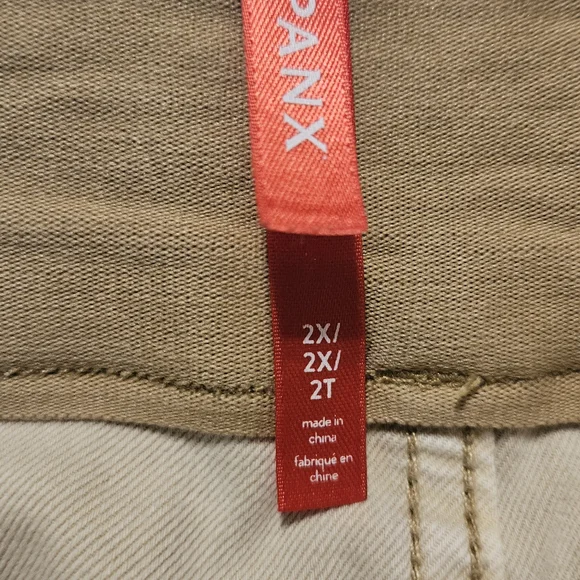 PANX
2X/
2X/
2T
made in
china
fabriqué en
chine